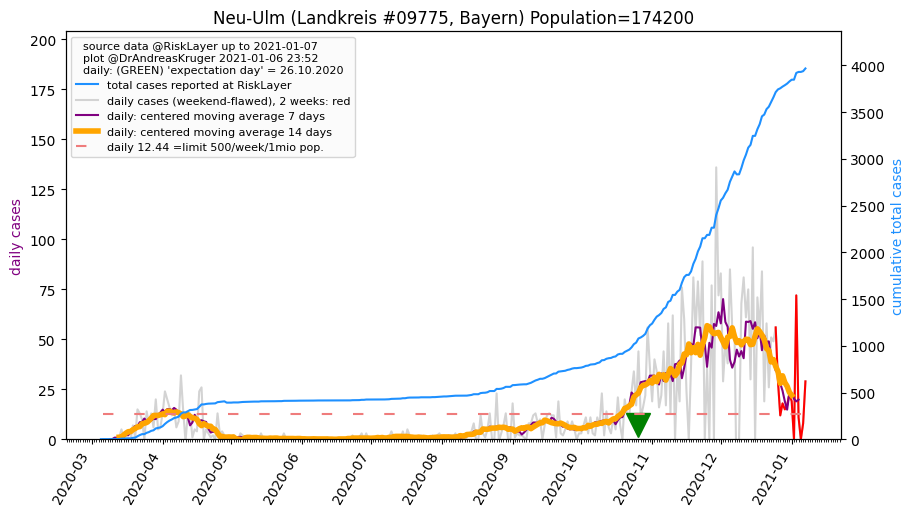 Neu-Ulm (Landkreis #09775, Bayern) Population=174200
source data @RiskLayer up to 2021-01-07
plot @DrAndreasKruger 2021-01-06 23:52
daily: (GREEN) 'expectation day' = 26.10.2020
total cases reported at RiskLayer
daily cases (weekend-flawed), 2 weeks: red
daily: centered moving average 7 days
daily: centered moving average 14 days
daily 12.44 =limit 500/week/1mio pop.
daily cases
200
175
150
125
100
75
50
25
0
cumulative total cases
4000
3500
3000
2500
2000
1500
1000
500
0
2020-03
2020-04
2020-05
2020-06
2020-07
2020-08
2020-09
2020-10
2020-11
2020-12
2021-01